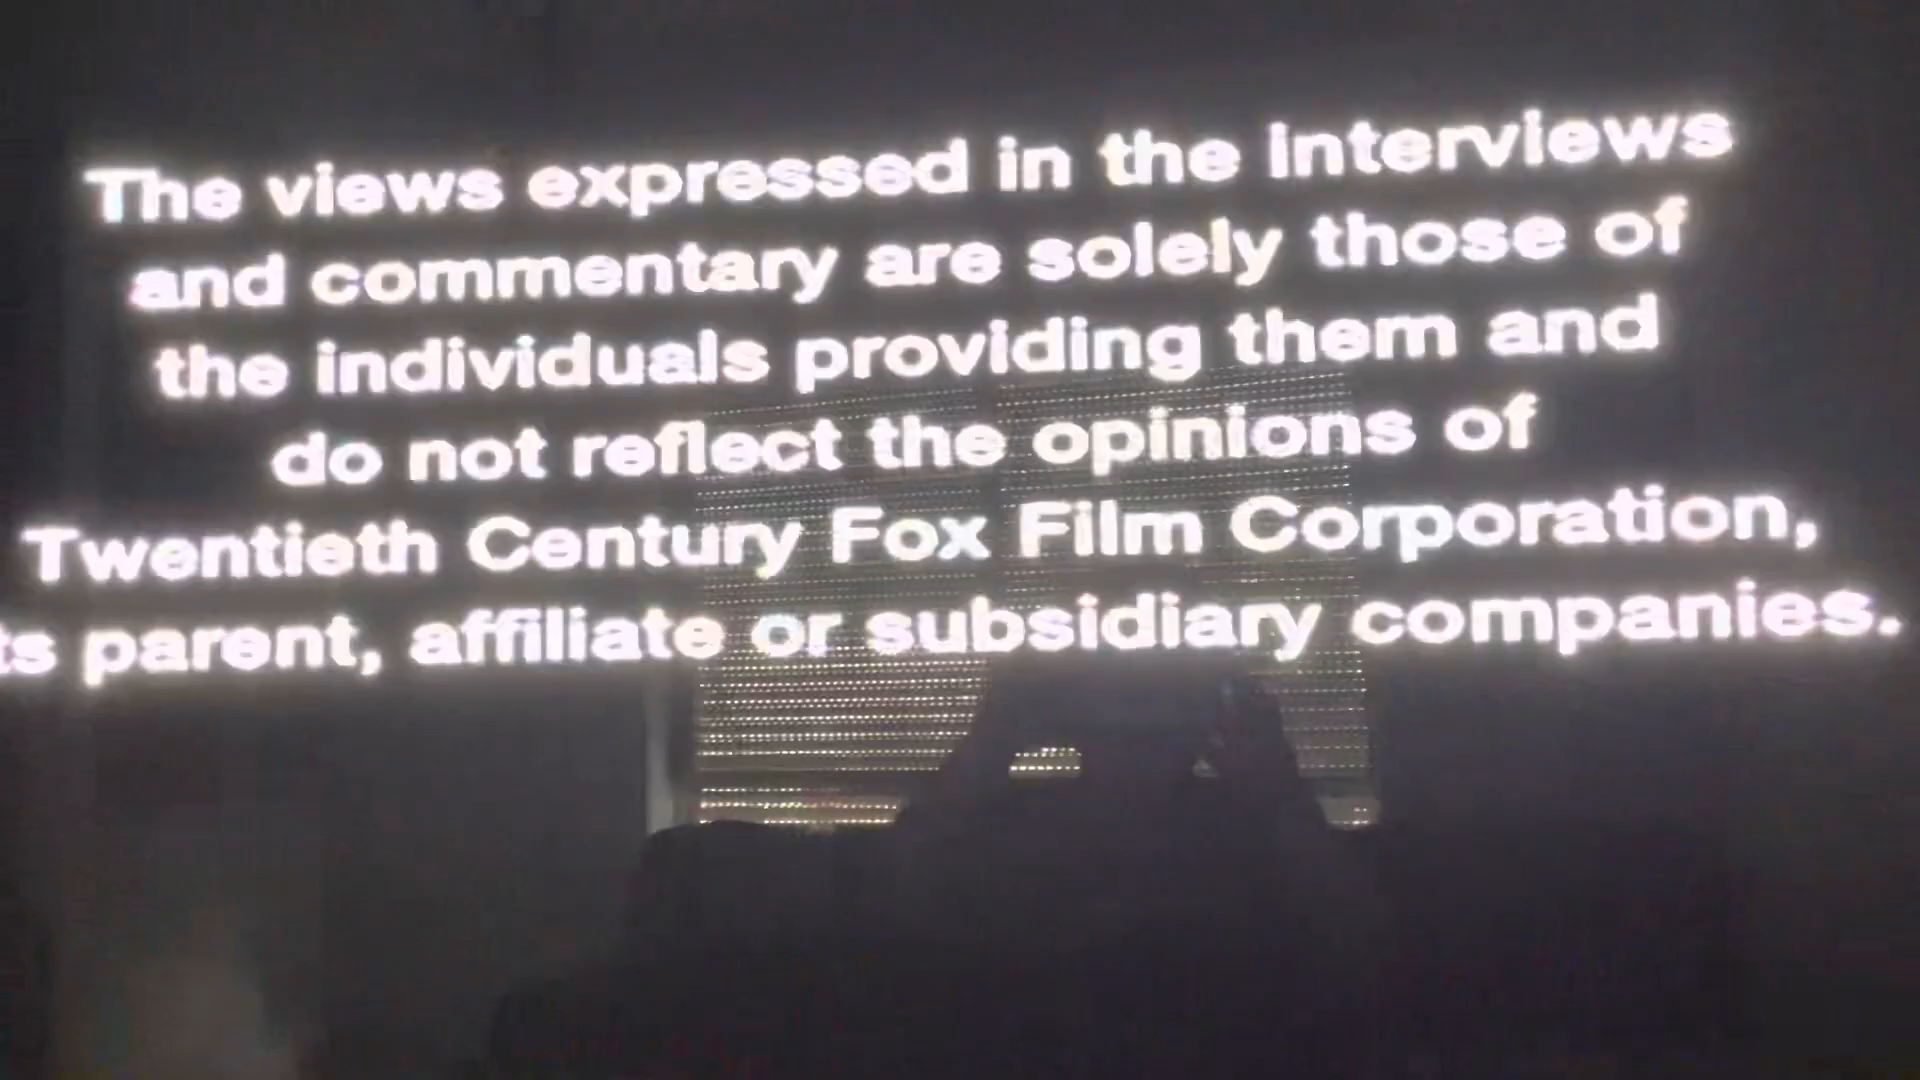 The views expressed in the interviews
and commentary are solely those of
the individuals providing them and
do not reflect the opinions of
Twentieth Century Fox Film Corporation,
ts parent, affiliate or subsidiary companies.